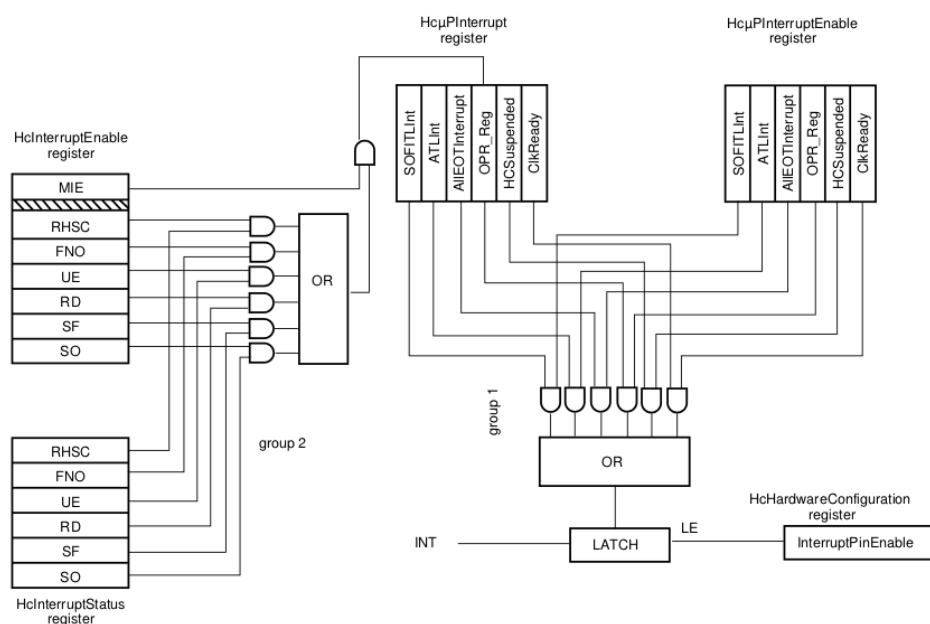 HcµPInterrupt
register
HcµPInterruptEnable
register
SOFITLInt
ATLInt
AllEOTInterrupt
OPR_Reg
HCSuspended
ClkReady
SOFITLInt
ATLInt
AllEOTInterrupt
OPR_Reg
HCSuspended
ClkReady
HcInterruptEnable
register
MIE
RHSC
FNO
UE
RD
SF
SO
OR
group 1
group 2
RHSC
FNO
UE
RD
SF
SO
HcInterruptStatus
register
OR
HcHardwareConfiguration
register
INT
LATCH
LE
InterruptPinEnable